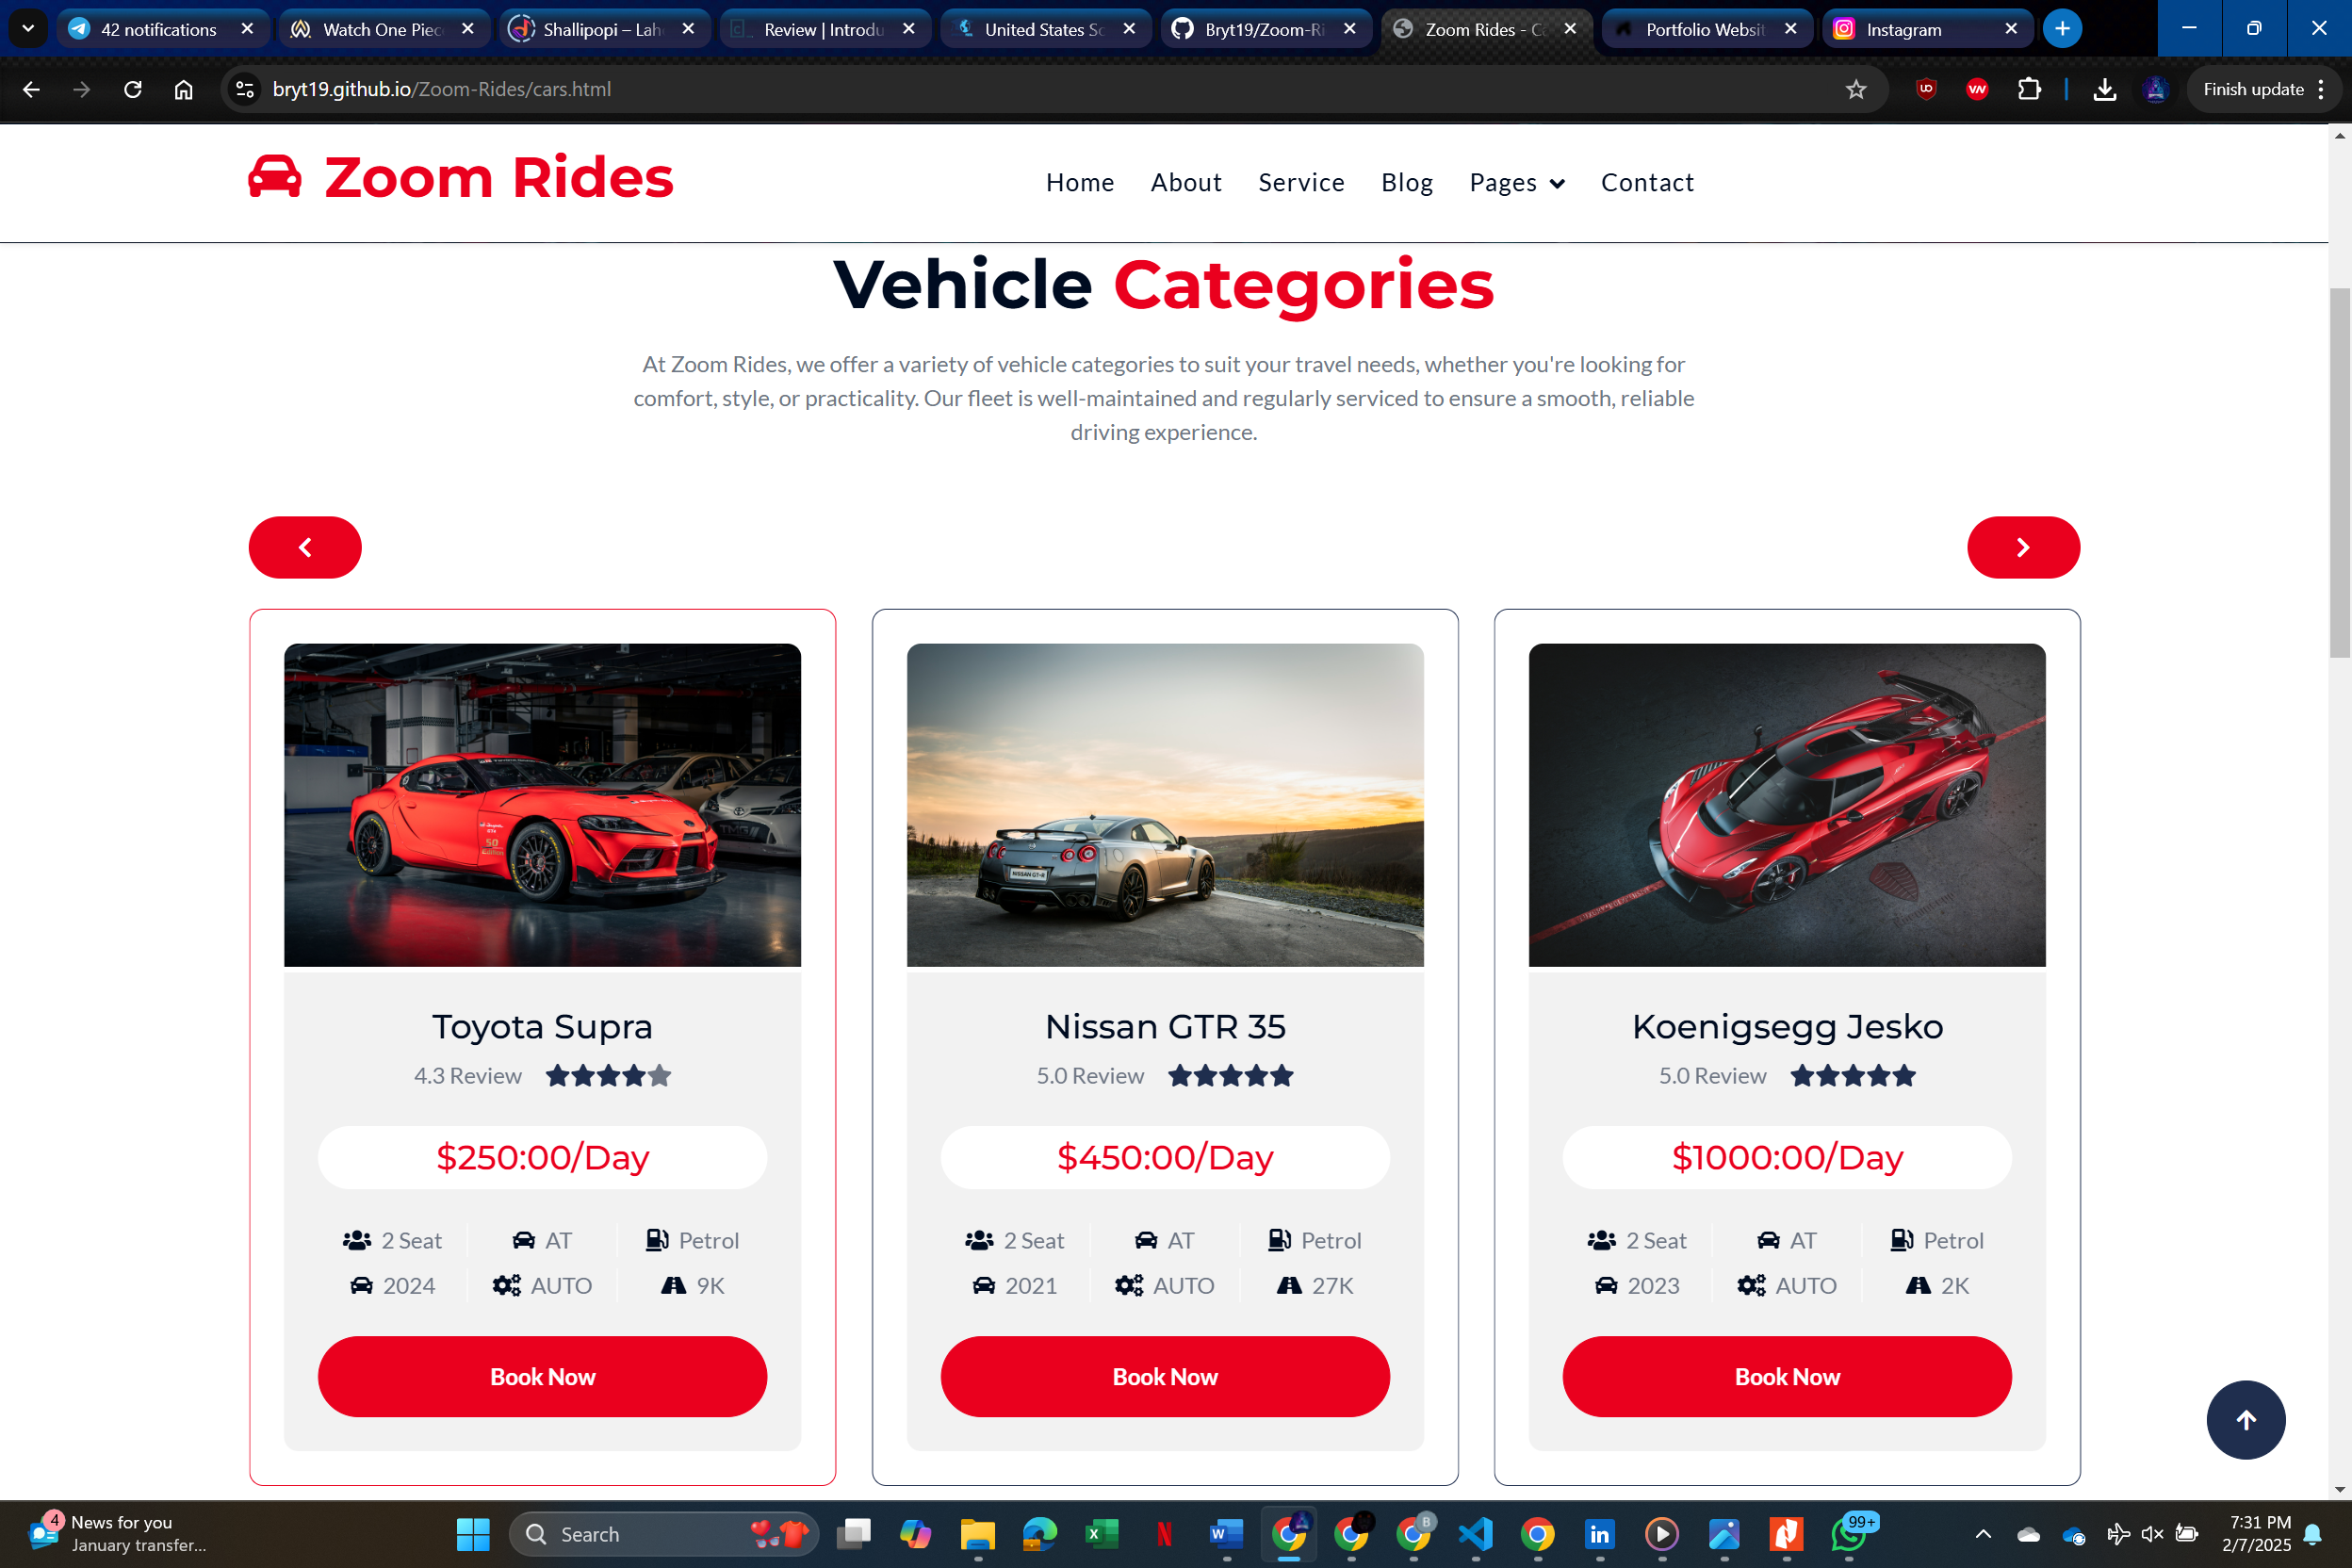 42 notifications
Watch One Piec
Shallipopi – Lah
Review | Introdu
United States Sc
Bryt19/Zoom-Ri
Zoom Rides - C
Portfolio Websit
Instagram
bryt19.github.io/Zoom-Rides/cars.html
Finish update
Zoom Rides
Home
About
Service
Blog
Pages
Contact
Vehicle Categories
At Zoom Rides, we offer a variety of vehicle categories to suit your travel needs, whether you're looking for
comfort, style, or practicality. Our fleet is well-maintained and regularly serviced to ensure a smooth, reliable
driving experience.
NISSAN GT-R
Toyota Supra
4.3 Review
$250:00/Day
2 Seat
AT
Petrol
2024
AUTO
9K
Book Now
Nissan GTR 35
5.0 Review
$450:00/Day
2 Seat
AT
Petrol
2021
AUTO
27K
Book Now
Koenigsegg Jesko
5.0 Review
$1000:00/Day
2 Seat
AT
Petrol
2023
AUTO
2K
Book Now
4
News for you
January transfer...
Search
99+
7:31 PM
2/7/2025